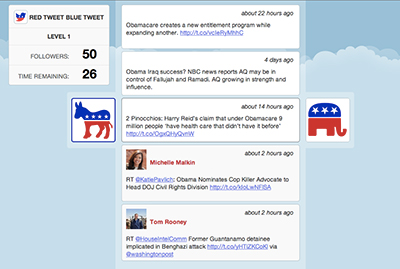 RED TWEET BLUE TWEET
LEVEL 1
FOLLOWERS: 50
TIME REMAINING: 26
about 22 hours ago
Obamacare creates a new entitlement program while
expanding another. http://t.co/vcIeRyMhhC
4 days ago
Obama Iraq success? NBC news reports AQ may be in
control of Fallujah and Ramadi. AQ growing in strength and
influence.
about 14 hours ago
2 Pinocchios: Harry Reid's claim that under Obamacare 9
million people 'have health care that didn't have it before"
http://t.co/OgxQHyQvnW
about 2 hours ago
Michelle Malkin
RT @KatiePavlich: Obama Nominates Cop Killer Advocate to
Head DOJ Civil Rights Division http://t.co/kIoLwNFlSA
about 2 hours ago
Tom Rooney
RT @HouseIntelComm Former Guantanamo detainee
implicated in Benghazi attack http://t.co/yHTiZKCoKl via
@washingtonpost